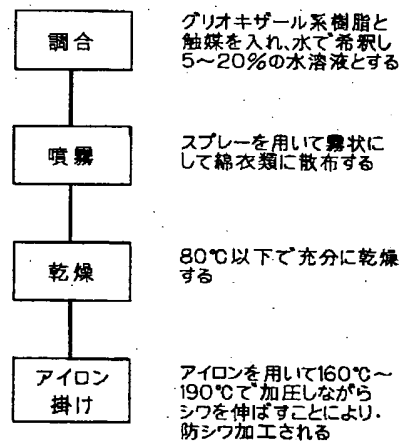 調合
グリオキザール系樹脂と
触媒を入れ、水で希釈し
5〜20%の水溶液とする
噴霧
スプレーを用いて霧状に
して綿衣類に散布する
乾燥
80℃以下で充分に乾燥
する
アイロン
掛け
アイロンを用いて160℃〜
190℃で加圧しながら
シワを伸ばすことにより、
防シワ加工される